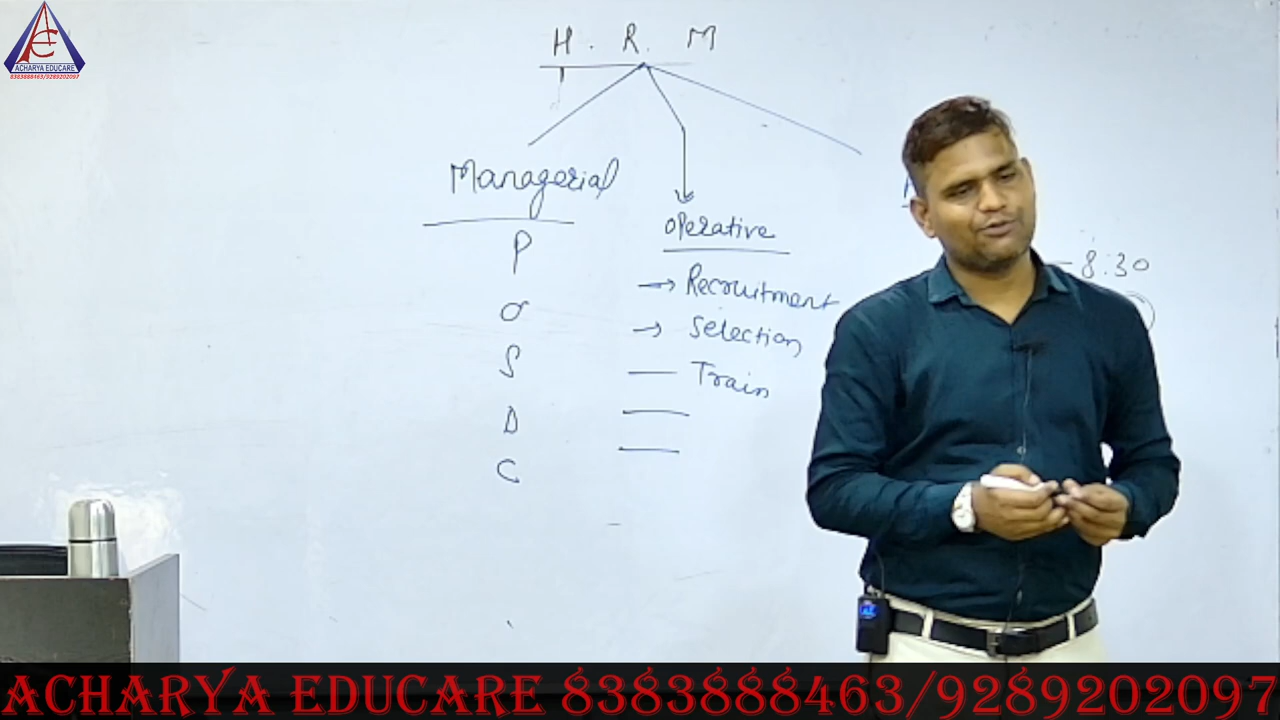 ACHARYA EDUCARE
8383888463/9289202097
H. R. M
Managerial
P
O
S
D
C
Operative
→ Recruitment
→ Selection
— Train
– 8:30
ACHARYA EDUCARE 8383888463/9289202097